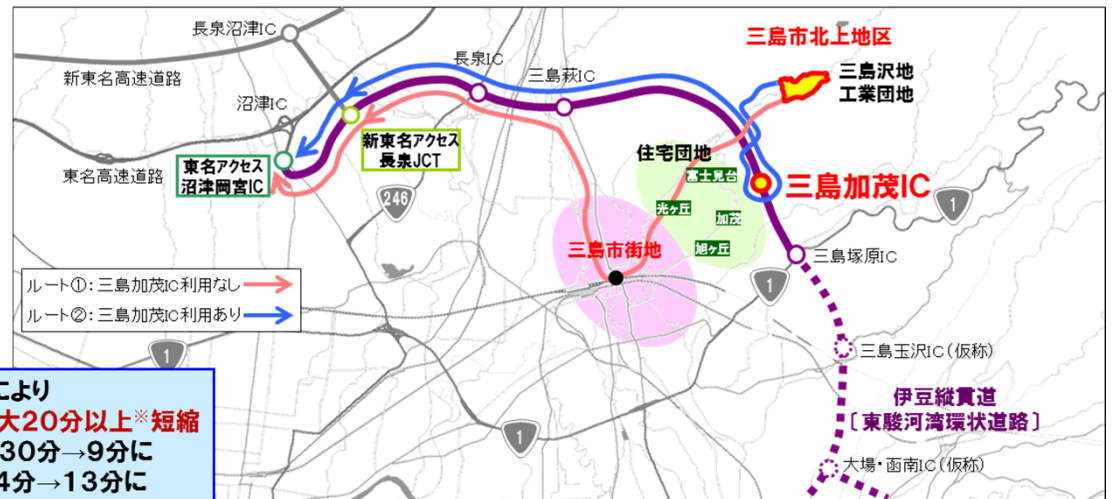 長泉沼津IC
新東名高速道路
沼津IC
東名高速道路
東名アクセス
沼津岡宮IC
新東名アクセス
長泉JCT
長泉IC
三島萩IC
246
三島市北上地区
三島沢地
工業団地
住宅団地
富士見台
光ヶ丘
加茂
旭ヶ丘
三島加茂IC
1
三島塚原IC
1
三島市街地
ルート①:三島加茂IC利用なし
ルート②:三島加茂IC利用あり
1
1
三島玉沢IC(仮称)
伊豆縦貫道
[東駿河湾環状道路]
大場・函南IC(仮称)
により
大20分以上※短縮
30分→9分に
4分→13分に